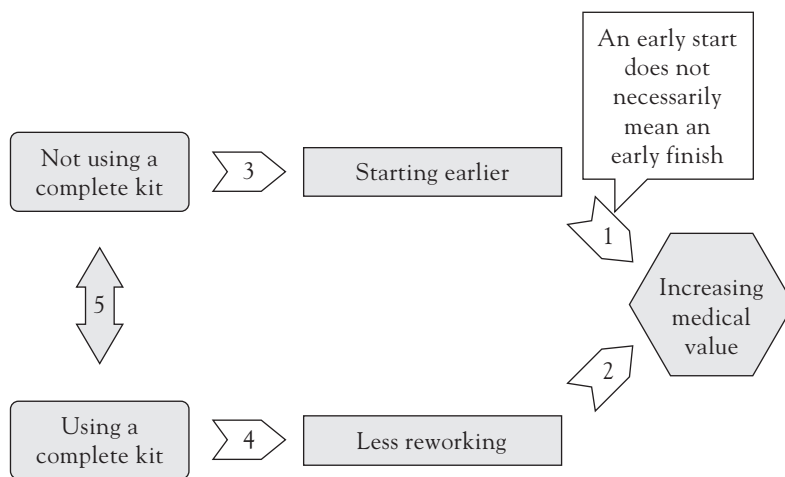 An early start
does not
necessarily
mean an
early finish
Not using a
complete kit
3
Starting earlier
1
Increasing
medical
value
5
2
Using a
complete kit
4
Less reworking